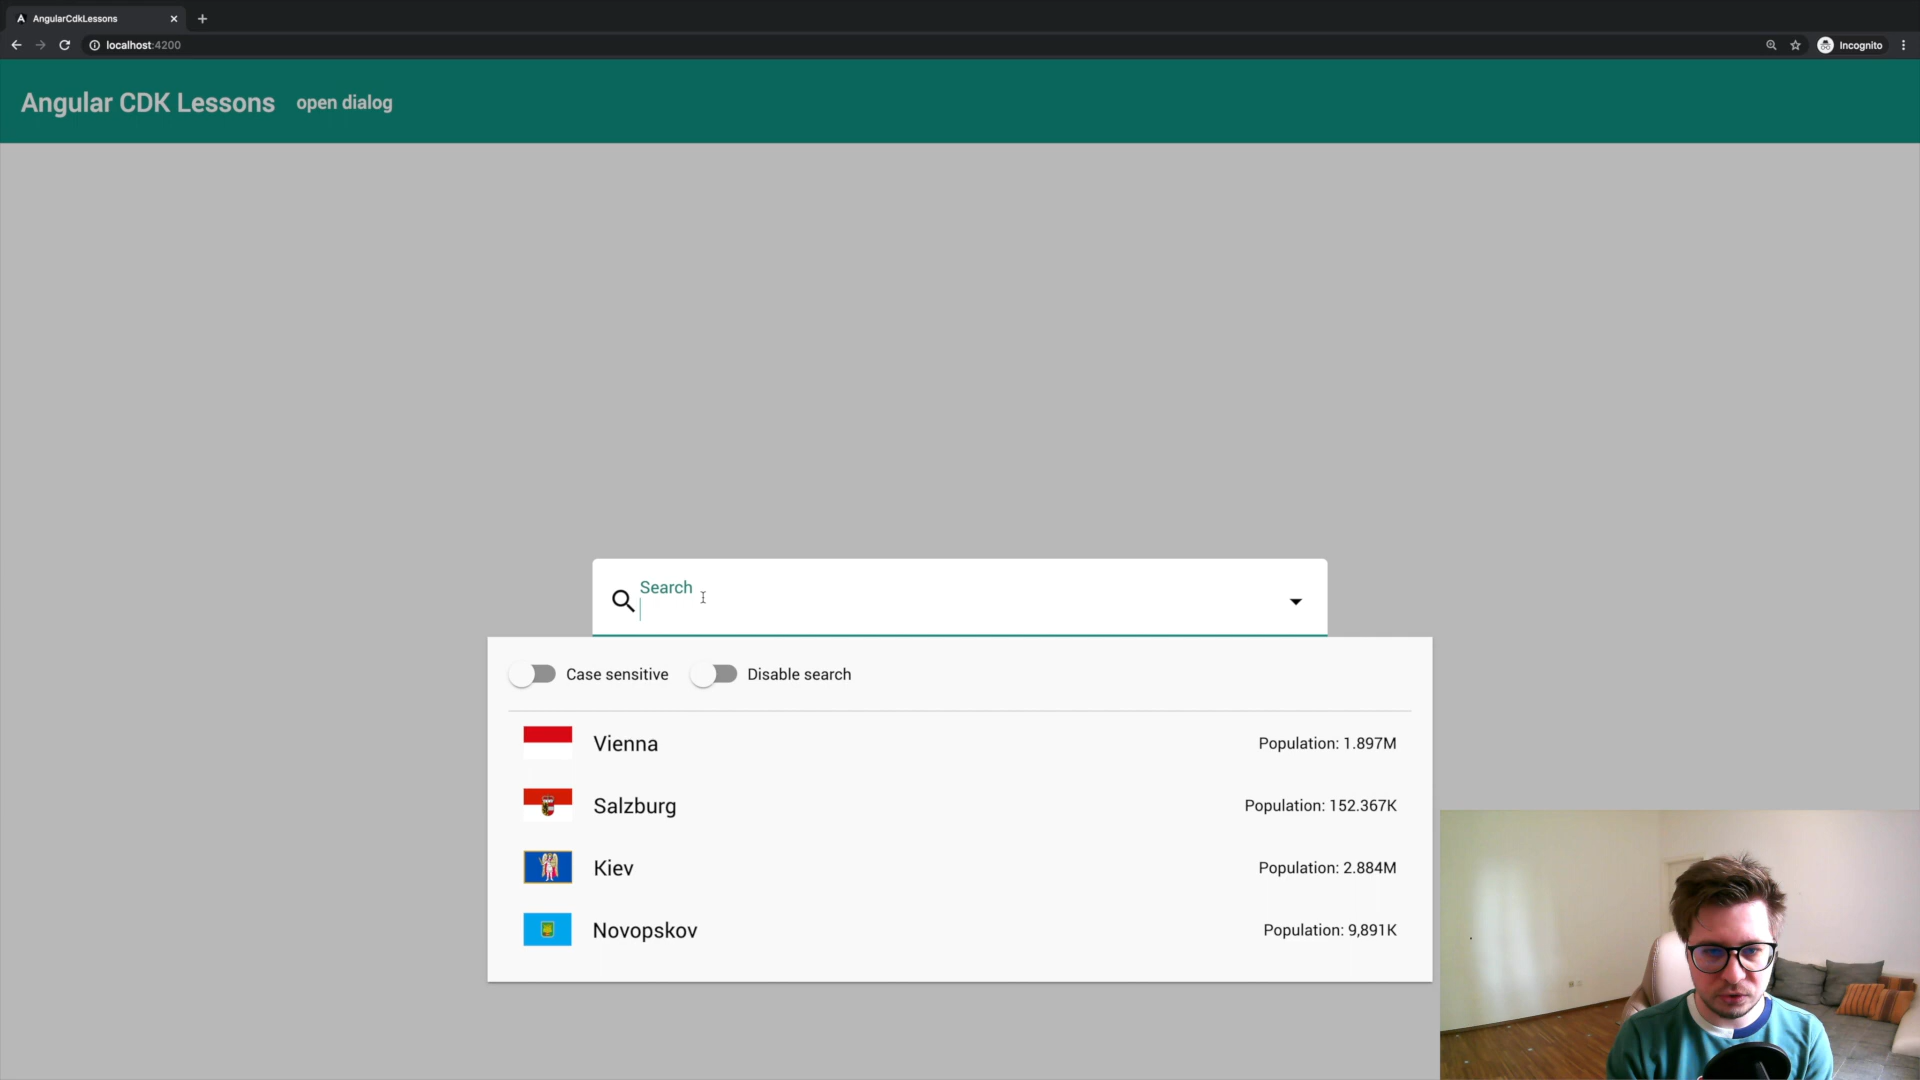 AngularCdkLessons
localhost:4200
Incognito
Angular CDK Lessons open dialog
Search
Case sensitive Disable search
Vienna Population: 1.897M
Salzburg Population: 152.367K
Kiev Population: 2.884M
Novopskov Population: 9,891K